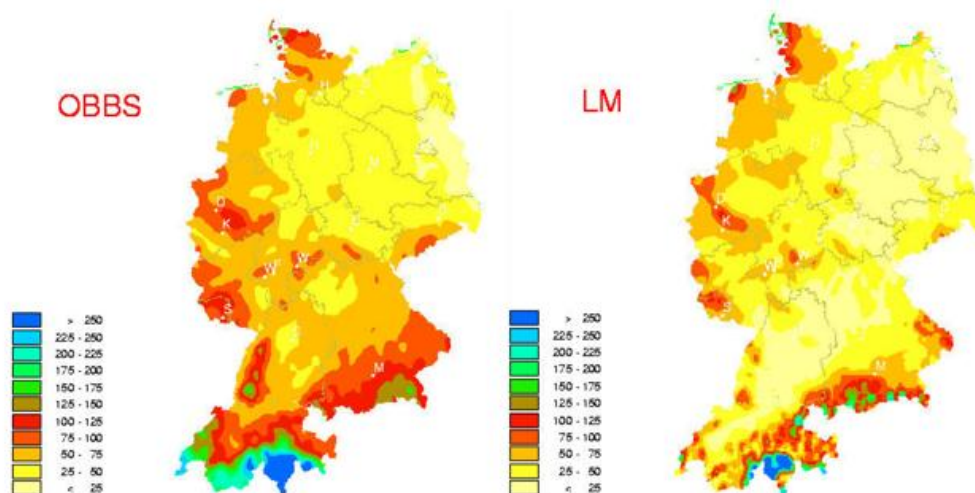 OBBS
LM
> 250
225 - 250
200 - 225
175 - 200
150 - 175
125 - 150
100 - 125
75 - 100
50 - 75
25 - 50
< 25
> 250
225 - 250
200 - 225
175 - 200
150 - 175
125 - 150
100 - 125
75 - 100
50 - 75
25 - 50
< 25
K
W
W
S
M
K
W
S
M